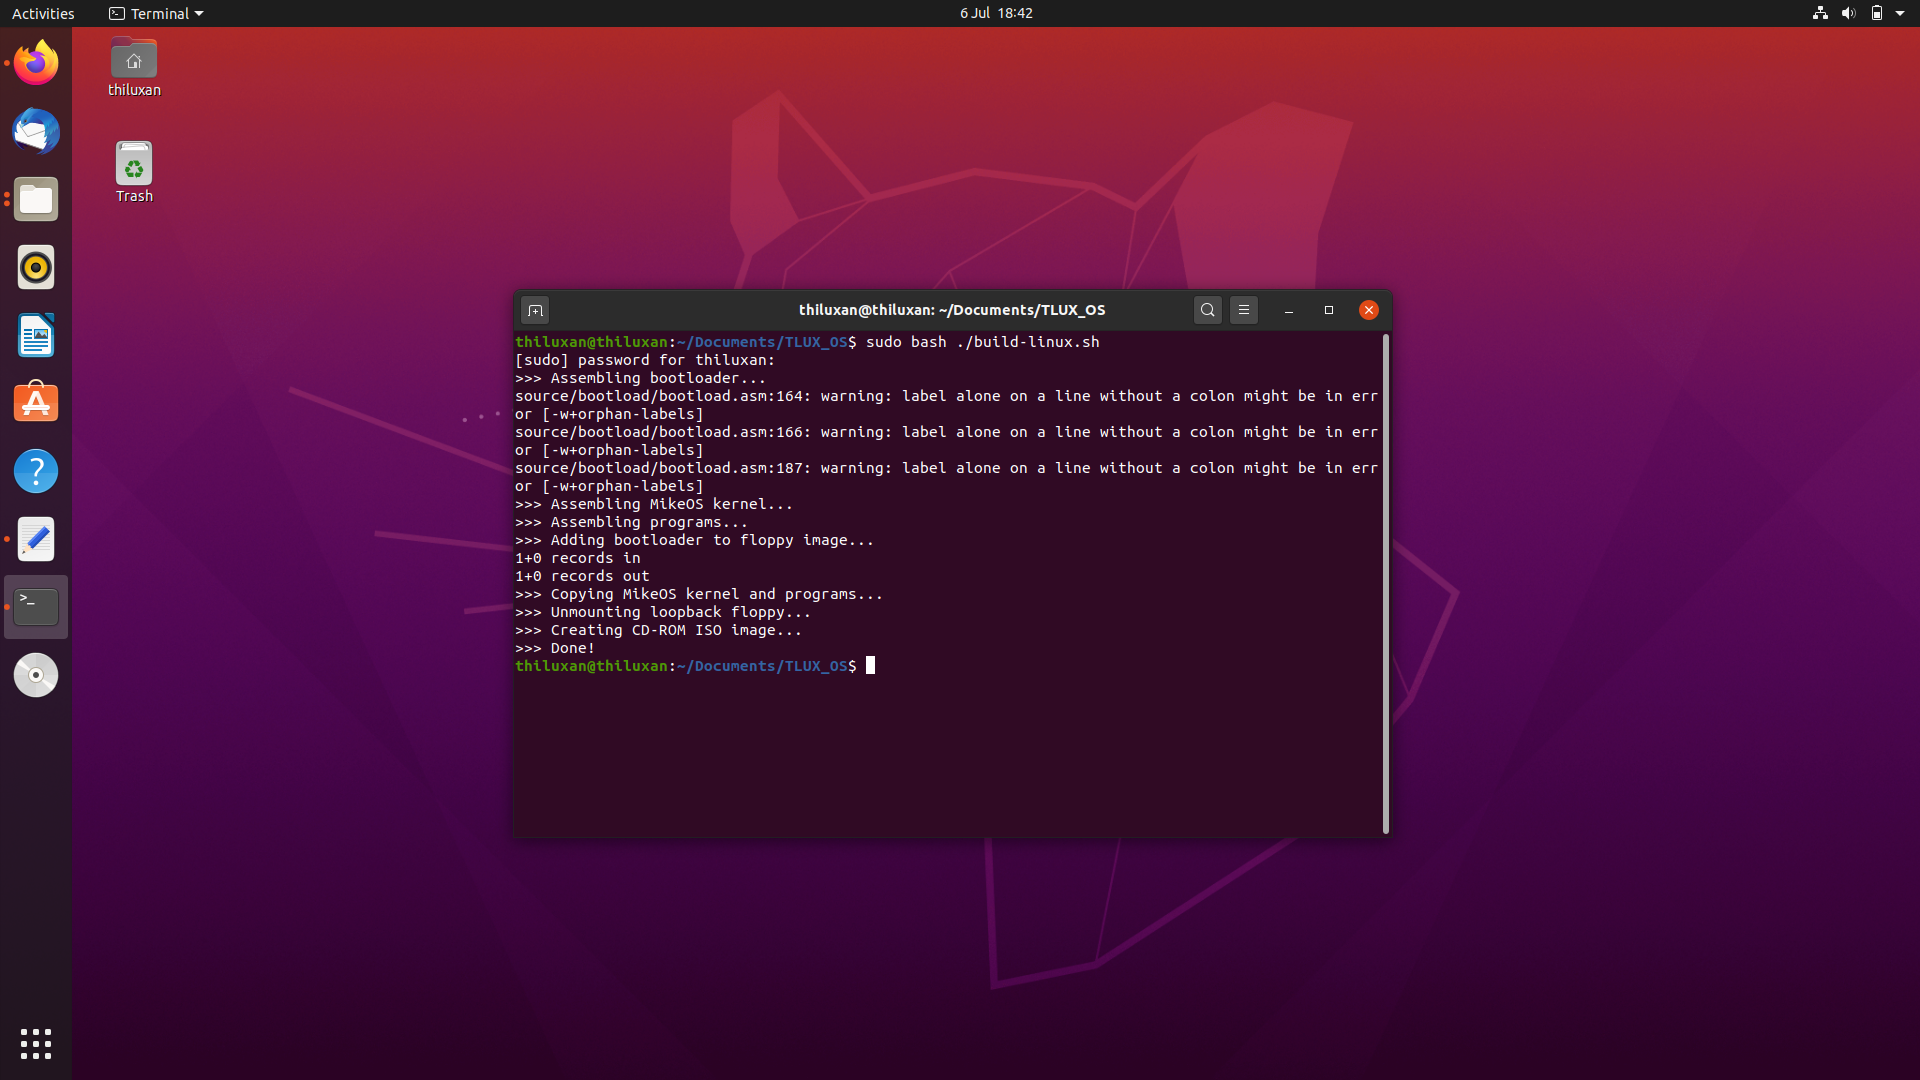 Activities
Terminal
6 Jul 18:42
thiluxan
Trash
thiluxan@thiluxan: ~/Documents/TLUX_OS
thiluxan@thiluxan:~/Documents/TLUX_OS$ sudo bash ./build-linux.sh
[sudo] password for thiluxan:
>>> Assembling bootloader...
source/bootload/bootload.asm:164: warning: label alone on a line without a colon might be in err
or [-w+orphan-labels]
source/bootload/bootload.asm:166: warning: label alone on a line without a colon might be in err
or [-w+orphan-labels]
source/bootload/bootload.asm:187: warning: label alone on a line without a colon might be in err
or [-w+orphan-labels]
>>> Assembling MikeOS kernel...
>>> Assembling programs...
>>> Adding bootloader to floppy image...
1+0 records in
1+0 records out
>>> Copying MikeOS kernel and programs...
>>> Unmounting loopback floppy...
>>> Creating CD-ROM ISO image...
>>> Done!
thiluxan@thiluxan:~/Documents/TLUX_OS$